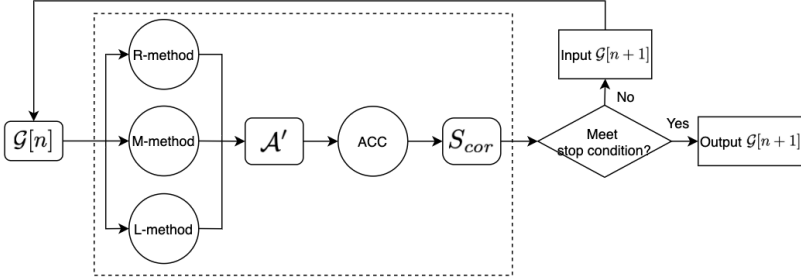 R-method
Input 𝒢[n + 1]
No
𝒢[n]
M-method
𝒜′
ACC
S_cor
Meet
stop condition?
Yes
Output 𝒢[n + 1]
L-method